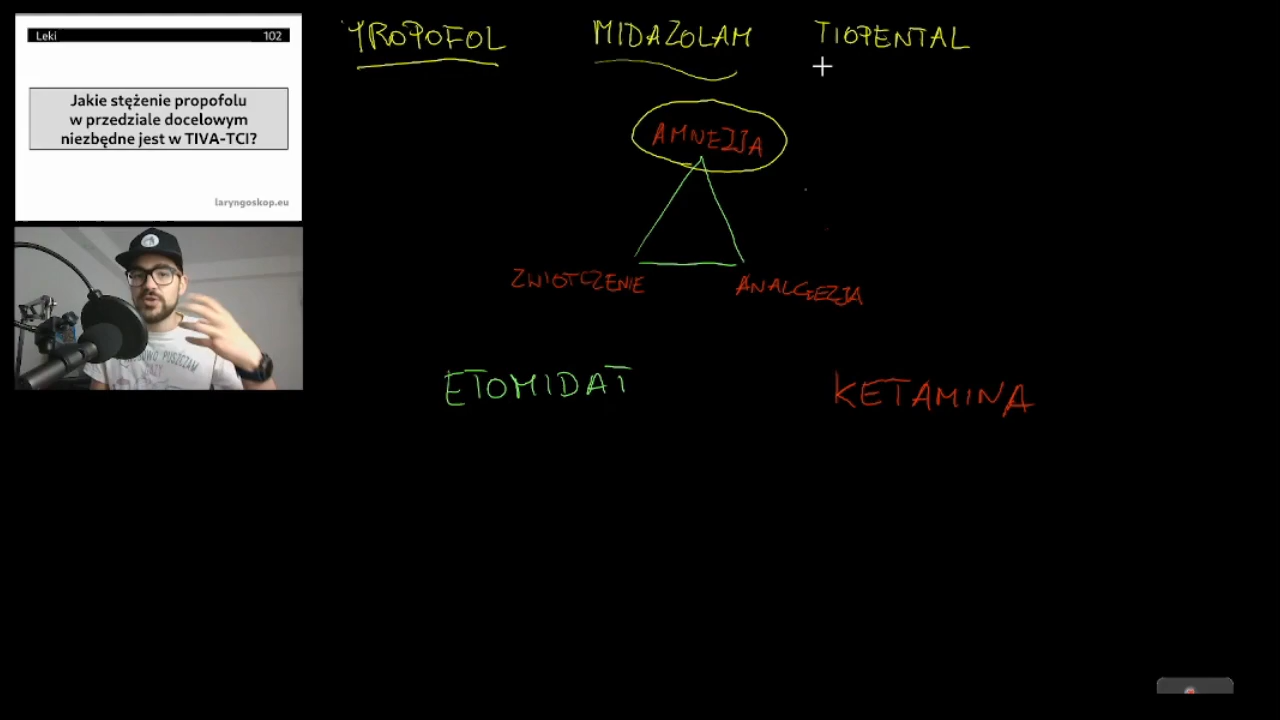 Leki 102
Jakie stężenie propofolu
w przedziale docelowym
niezbędne jest w TIVA-TCI?
laryngoskop.eu
PROPOFOL MIDAZOLAM TIOPENTAL
AMNEZJA
ZWIOTCZENIE ANALGEZJA
PUSZCZAM
ETOMIDAT KETAMINA